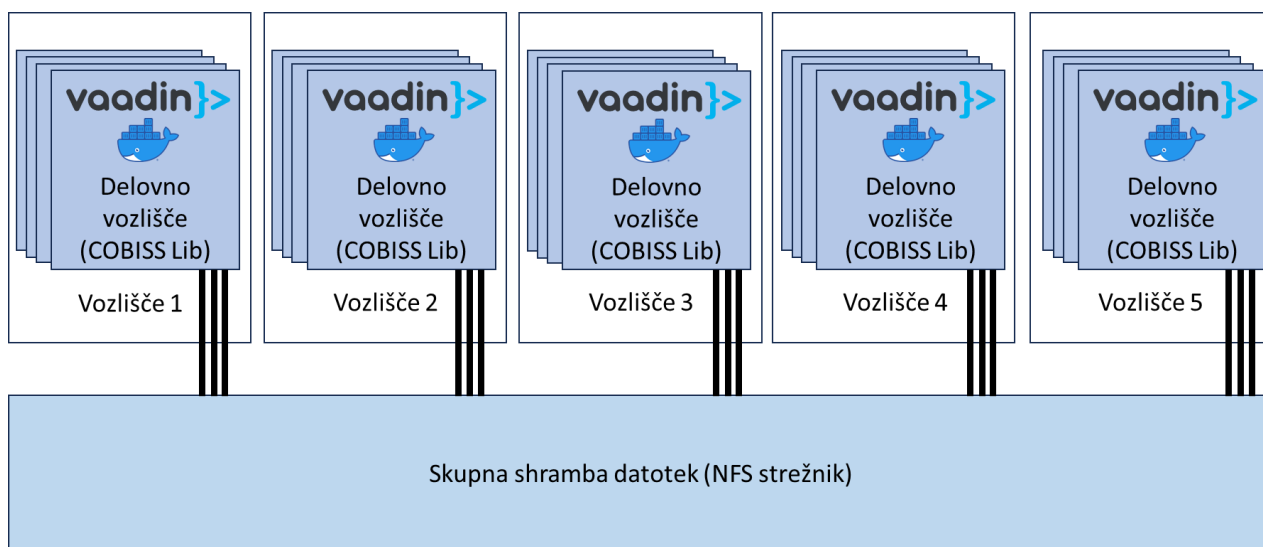 vaadin}>
Delovno
vozlišče
(COBISS Lib)
Vozlišče 1
vaadin}>
Delovno
vozlišče
(COBISS Lib)
Vozlišče 2
vaadin}>
Delovno
vozlišče
(COBISS Lib)
Vozlišče 3
vaadin}>
Delovno
vozlišče
(COBISS Lib)
Vozlišče 4
vaadin}>
Delovno
vozlišče
(COBISS Lib)
Vozlišče 5
Skupna shramba datotek (NFS strežnik)